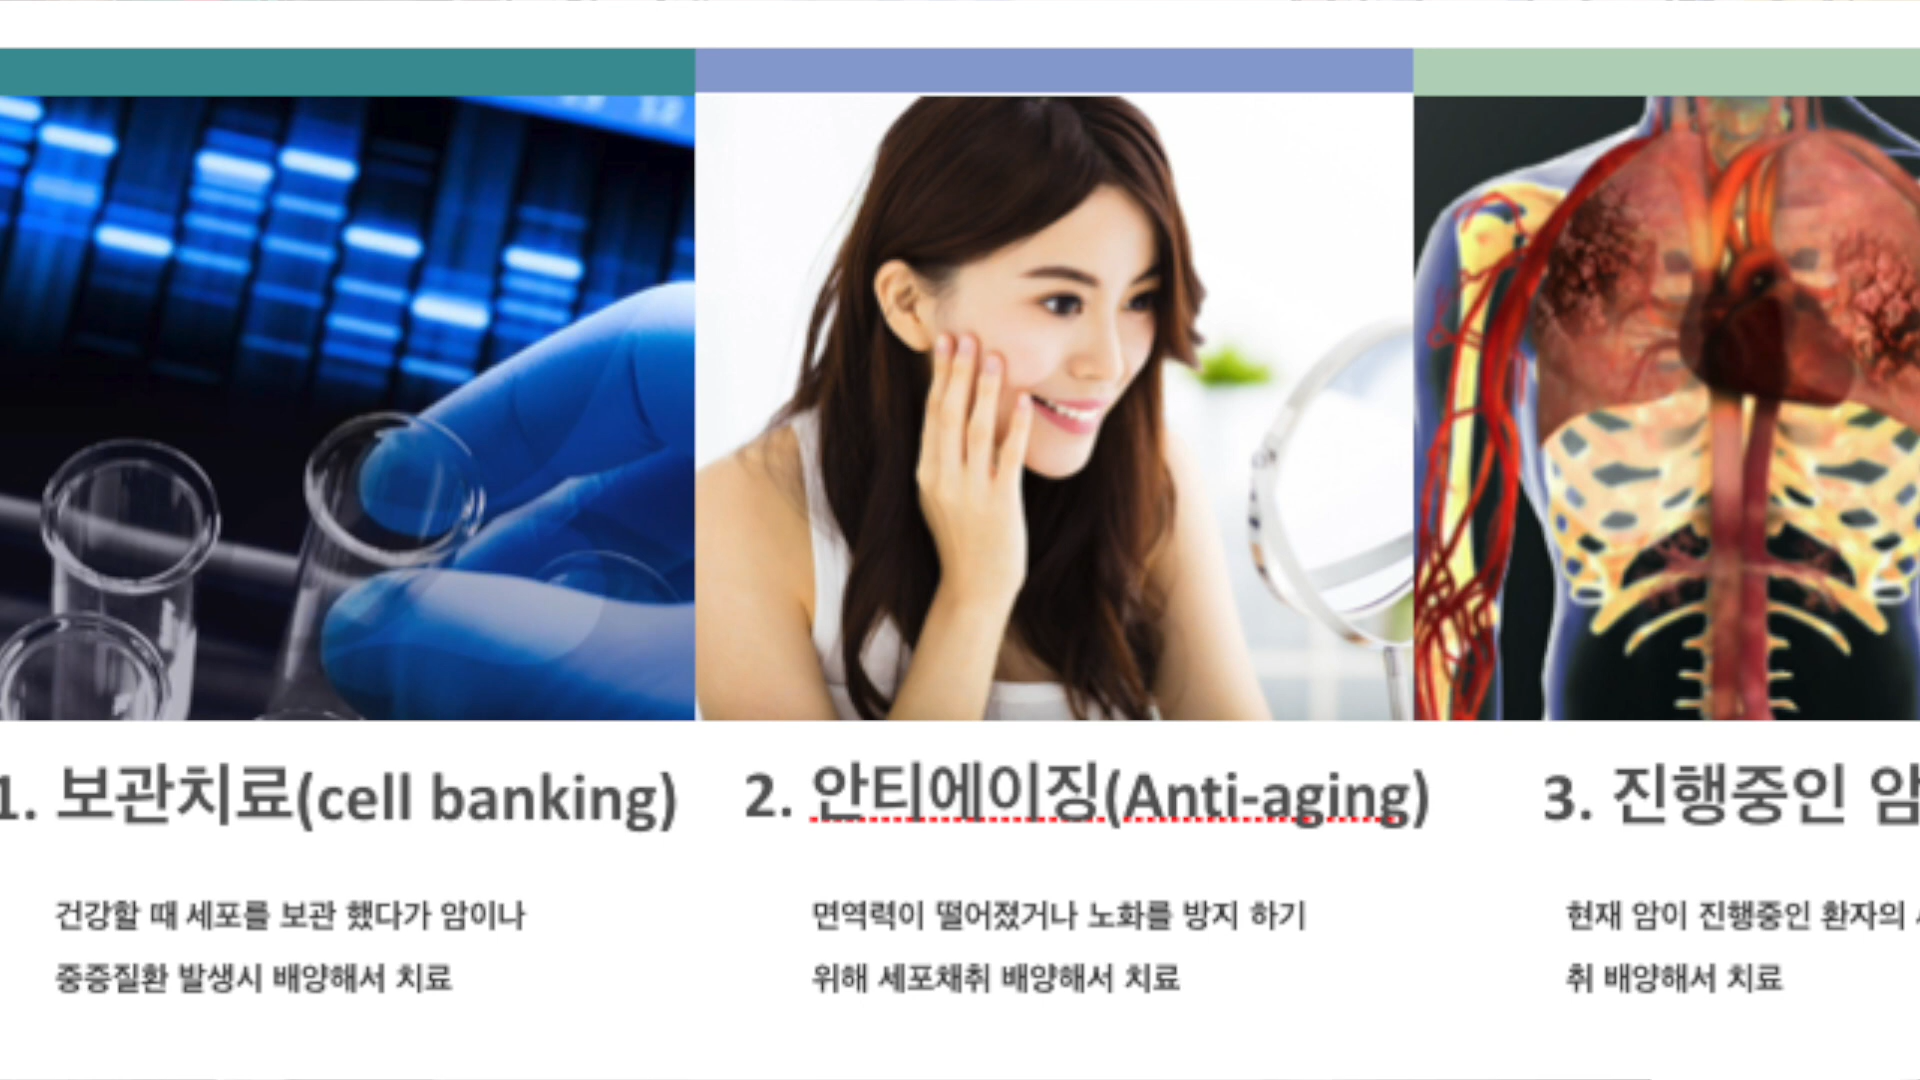 1. 보관치료(cell banking)
건강할 때 세포를 보관 했다가 암이나
중증질환 발생시 배양해서 치료
2. 안티에이징(Anti-aging)
면역력이 떨어졌거나 노화를 방지 하기
위해 세포채취 배양해서 치료
3. 진행중인 암
현재 암이 진행중인 환자의
취 배양해서 치료